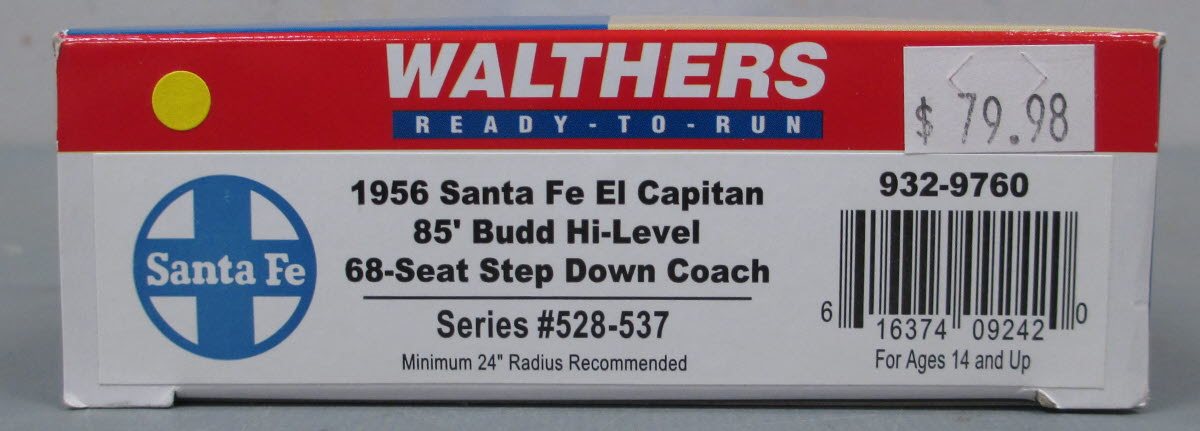 WALTHERS
READY-TO-RUN
$ 79.98
Santa Fe
1956 Santa Fe El Capitan
85' Budd Hi-Level
68-Seat Step Down Coach
Series #528-537
Minimum 24" Radius Recommended
932-9760
6 16374 09242 0
For Ages 14 and Up